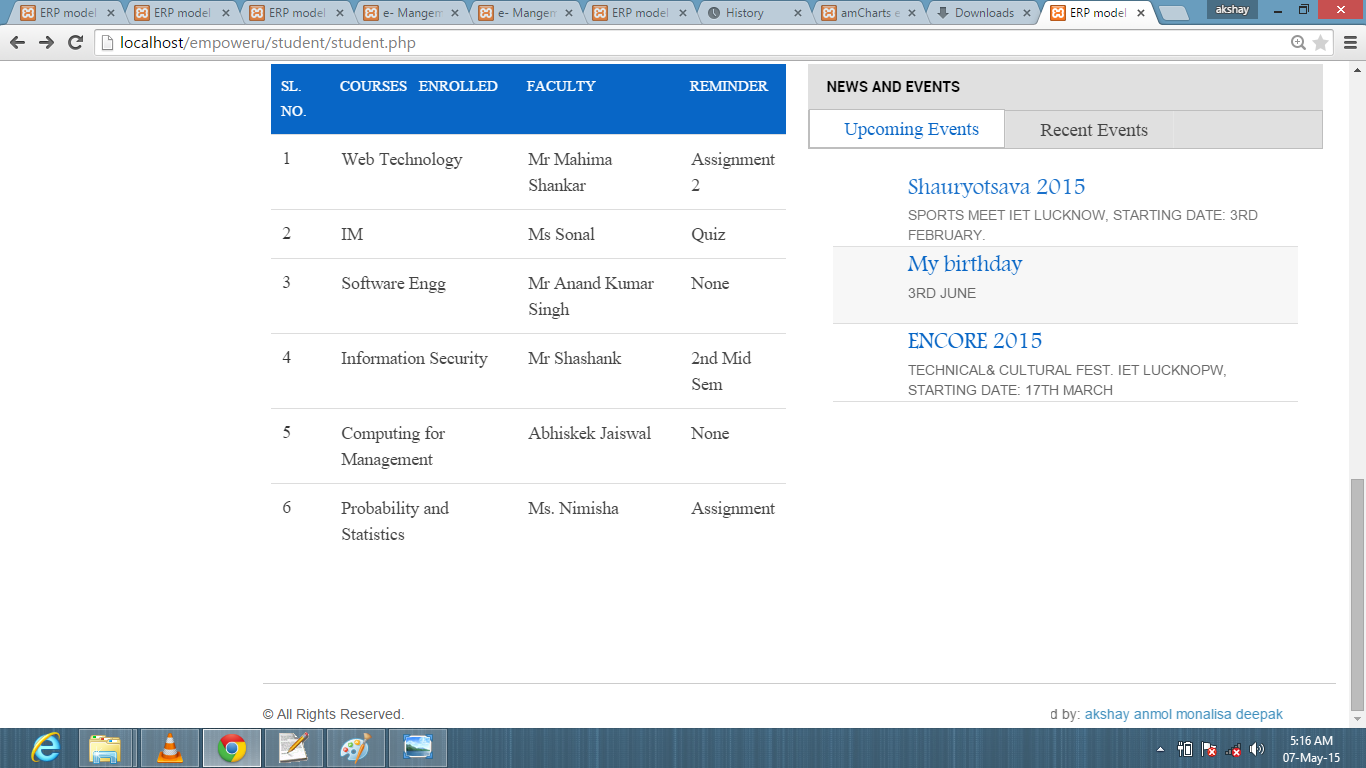 ERP model
ERP model
ERP model
e- Mangem
e- Mangem
ERP model
History
amCharts e
Downloads
ERP model
akshay
localhost/empoweru/student/student.php
SL. NO. COURSES ENROLLED FACULTY REMINDER
1 Web Technology Mr Mahima Shankar Assignment 2
2 IM Ms Sonal Quiz
3 Software Engg Mr Anand Kumar Singh None
4 Information Security Mr Shashank 2nd Mid Sem
5 Computing for Management Abhiskek Jaiswal None
6 Probability and Statistics Ms. Nimisha Assignment
NEWS AND EVENTS
Upcoming Events Recent Events
Shauryotsava 2015
SPORTS MEET IET LUCKNOW, STARTING DATE: 3RD
FEBRUARY.
My birthday
3RD JUNE
ENCORE 2015
TECHNICAL& CULTURAL FEST. IET LUCKNOPW,
STARTING DATE: 17TH MARCH
© All Rights Reserved.
d by: akshay anmol monalisa deepak
5:16 AM
07-May-15